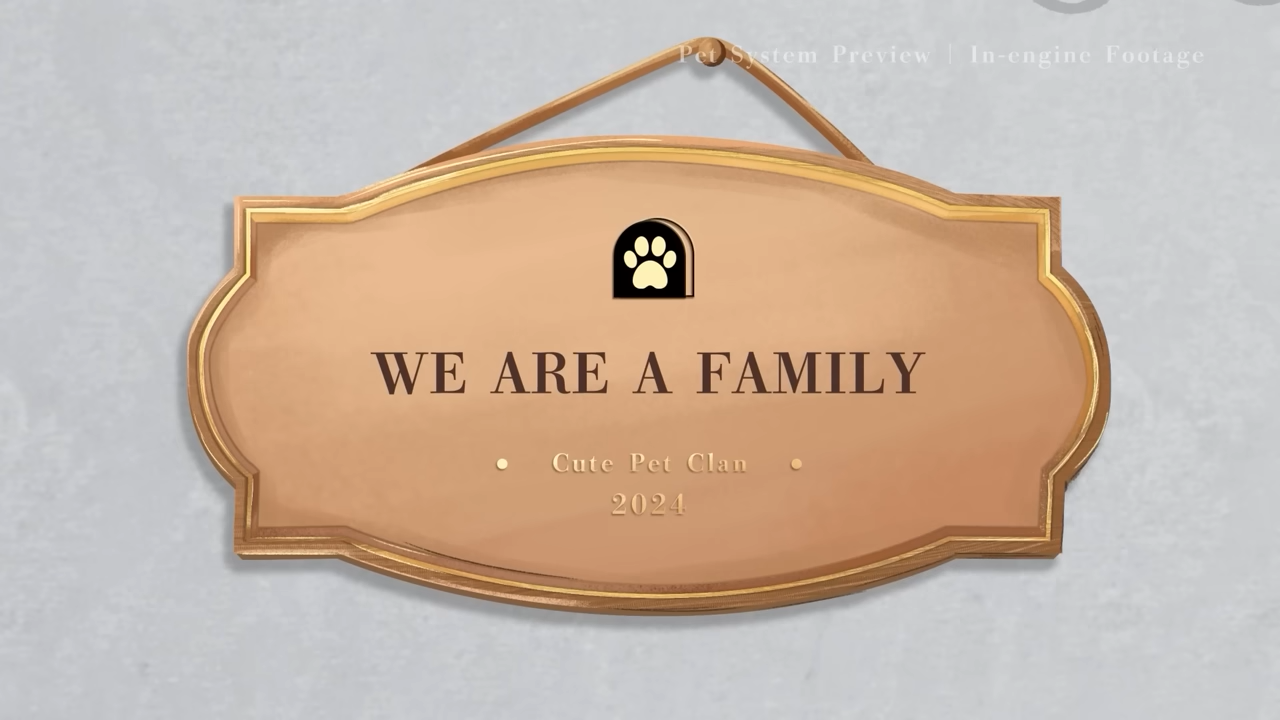 Pet System Preview | In-engine Footage
WE ARE A FAMILY
• Cute Pet Clan •
2024